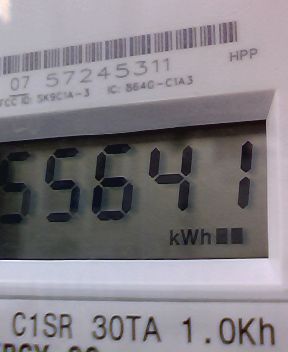 07 57245311
HPP
FCC ID: SK9C1A-3 IC: 864G-C1A3
55641
kWh
C1SR 30TA 1.0Kh